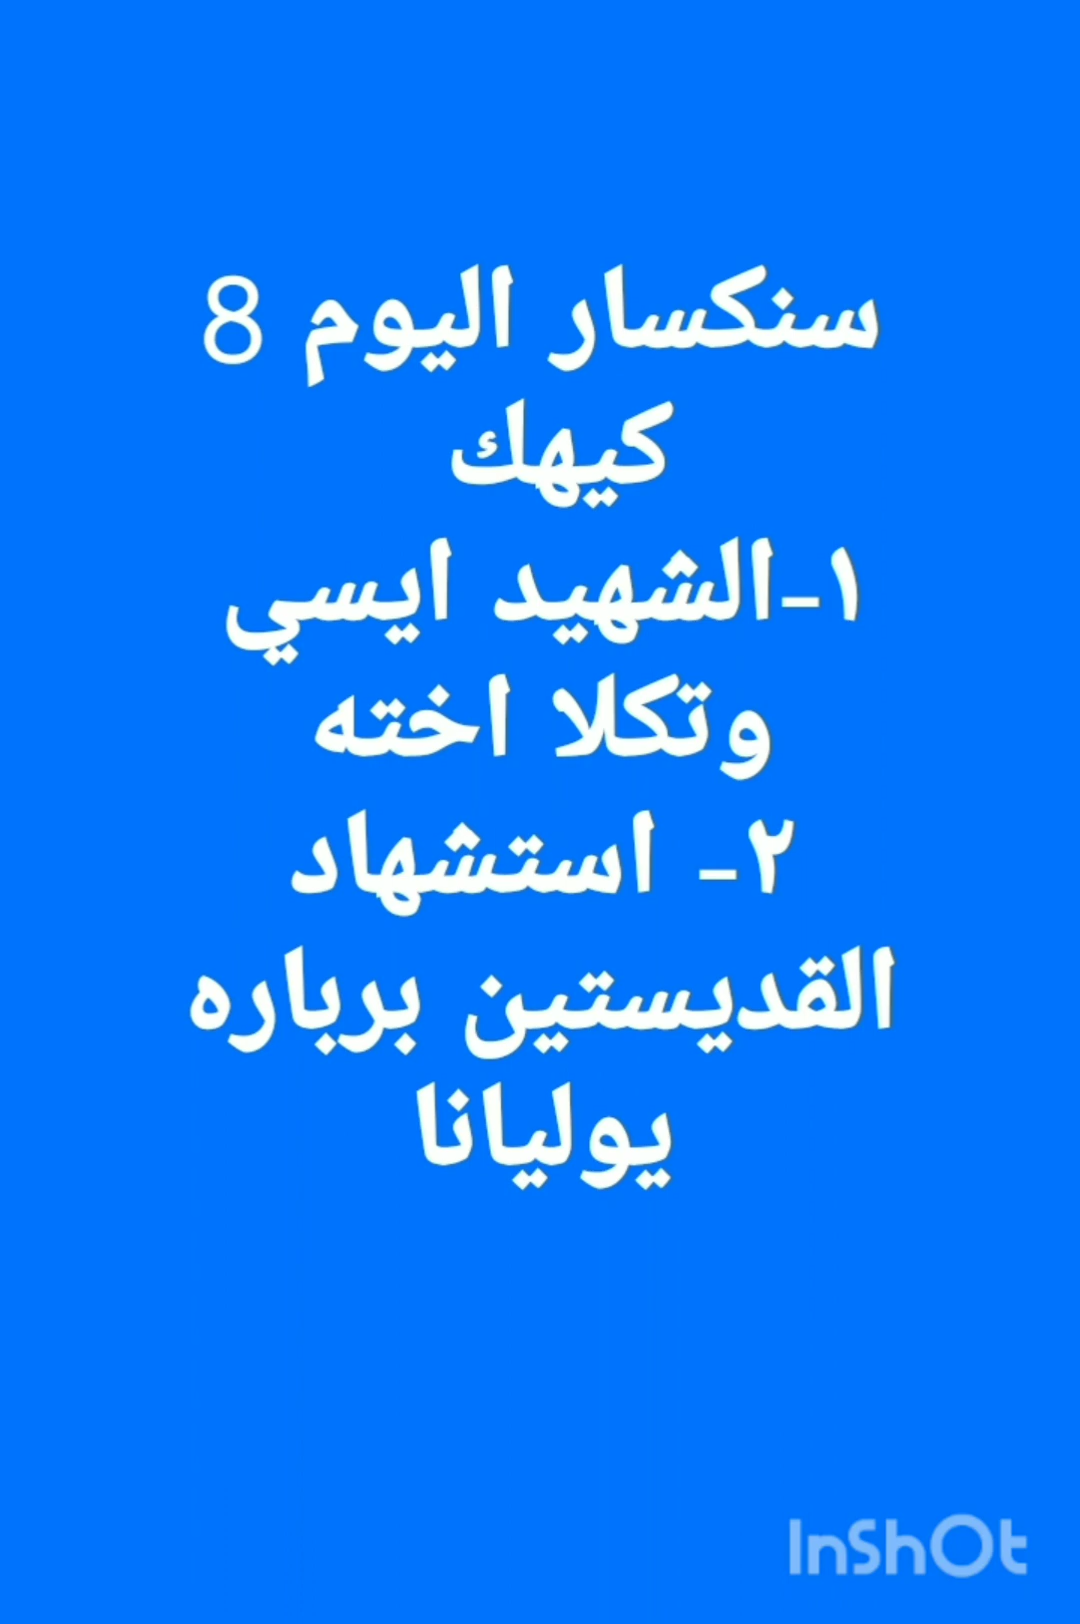 سنكسار اليوم 8
كيهك
١-الشهيد ايسي
وتكلا اخته
٢- استشهاد
القديستين برباره
يوليانا
InShOt